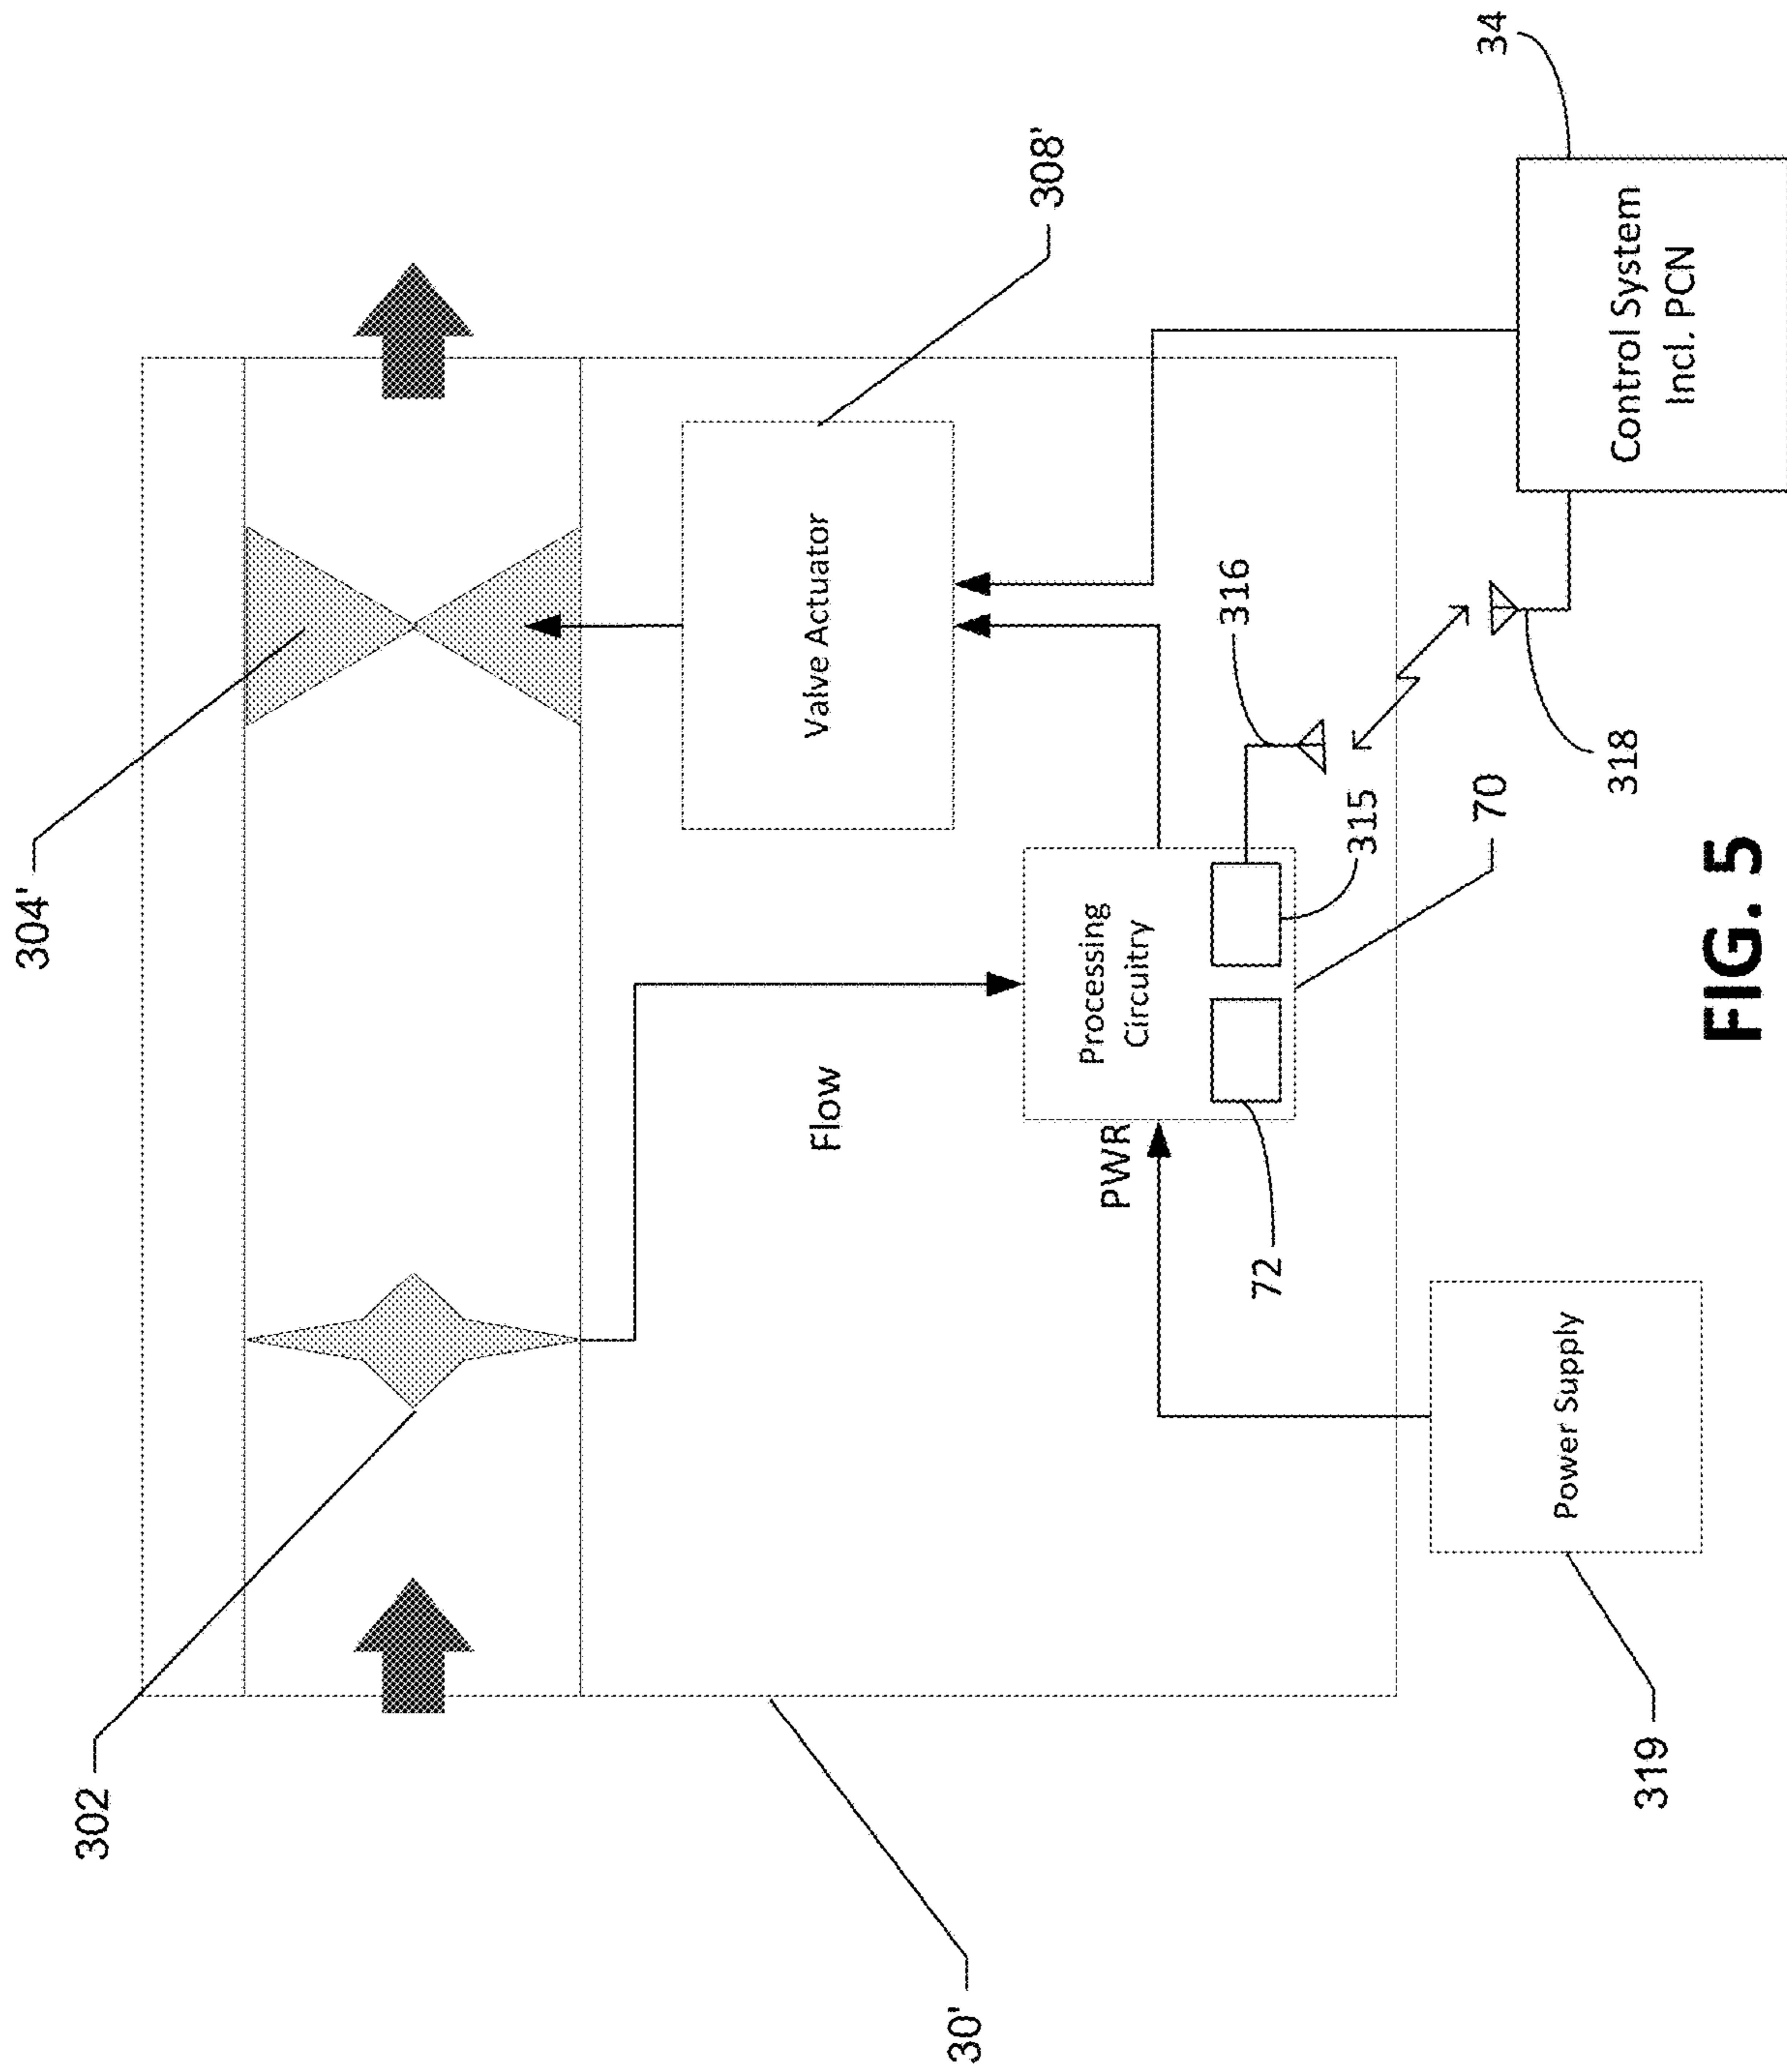 304'
302
308'
Valve Actuator
Flow
30'
Processing
Circuitry
PWR
316
315
72
70
318
34
Control System
Incl. PCN
Power Supply
319
FIG. 5